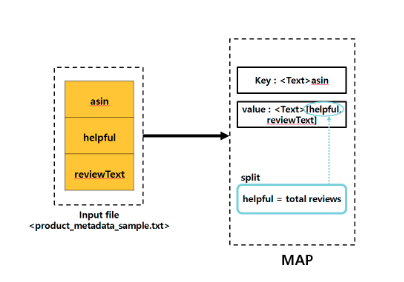 asin
helpful
reviewText
Input file
<product_metadata_sample.txt>
Key : <Text>asin
value : <Text>[helpful,
reviewText]
split
helpful = total reviews
MAP